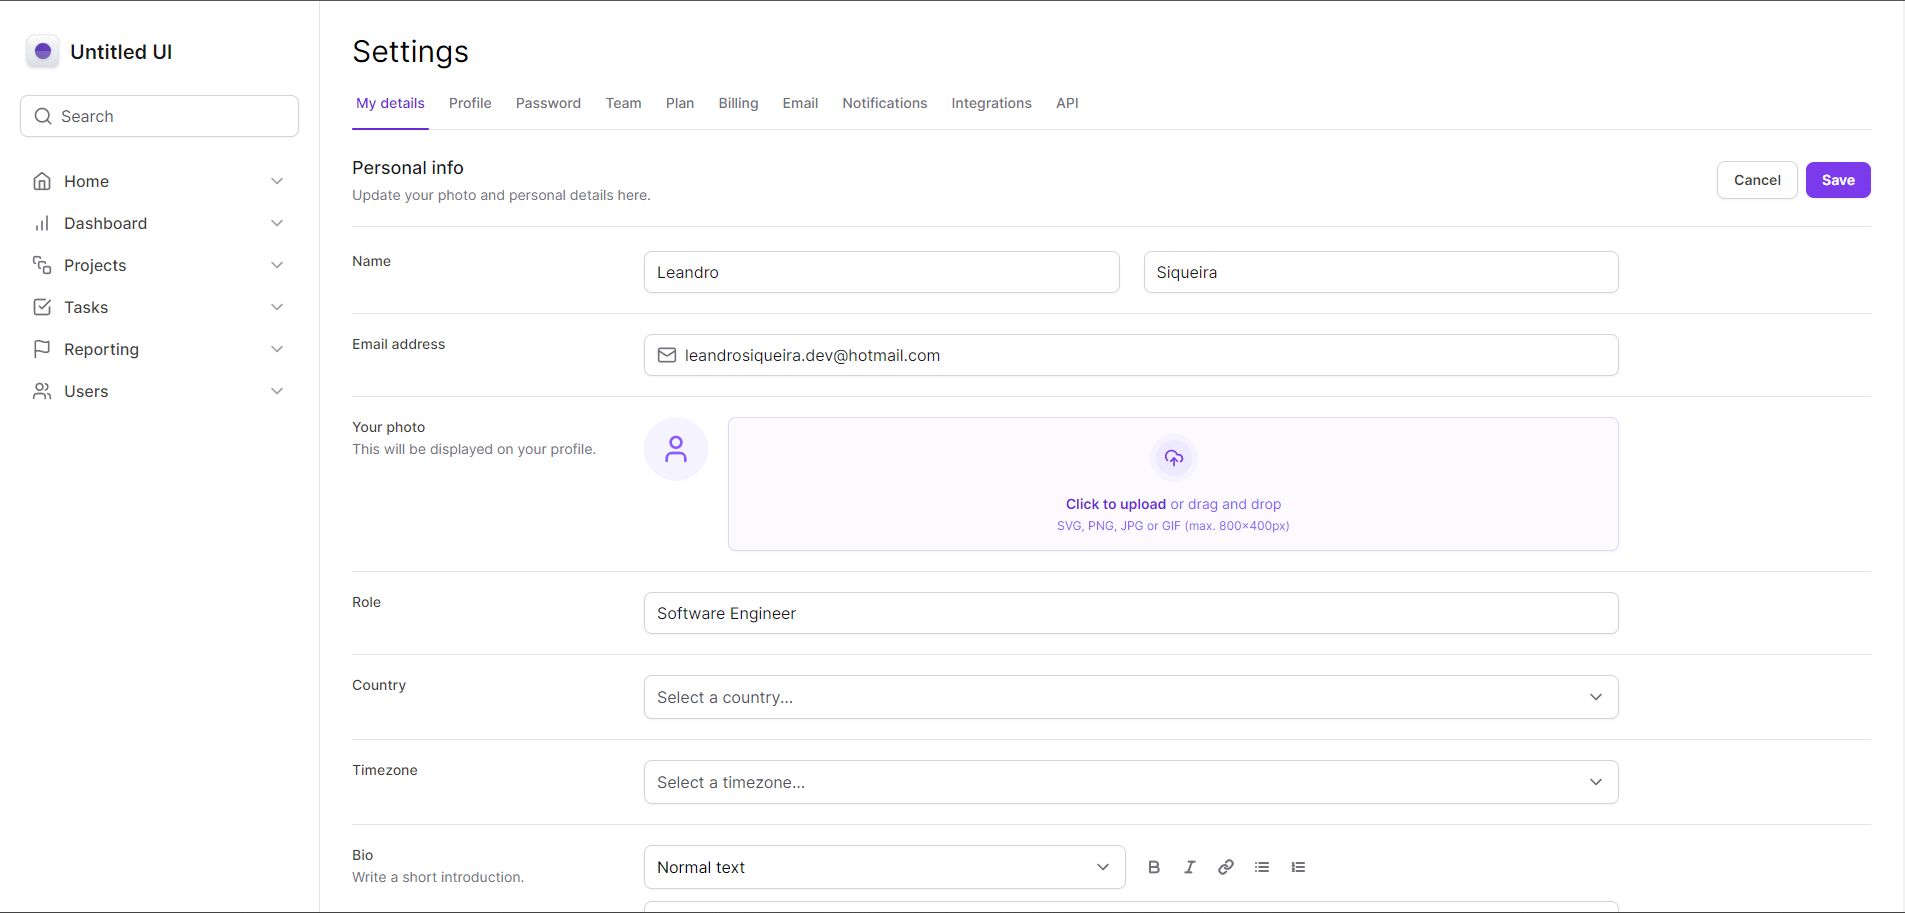 Untitled UI
Search
Home
Dashboard
Projects
Tasks
Reporting
Users
Settings
My details Profile Password Team Plan Billing Email Notifications Integrations API
Personal info
Update your photo and personal details here.
Cancel Save
Name
Leandro Siqueira
Email address
leandrosiqueira.dev@hotmail.com
Your photo
This will be displayed on your profile.
Click to upload or drag and drop
SVG, PNG, JPG or GIF (max. 800×400px)
Role
Software Engineer
Country
Select a country...
Timezone
Select a timezone...
Bio
Write a short introduction.
Normal text